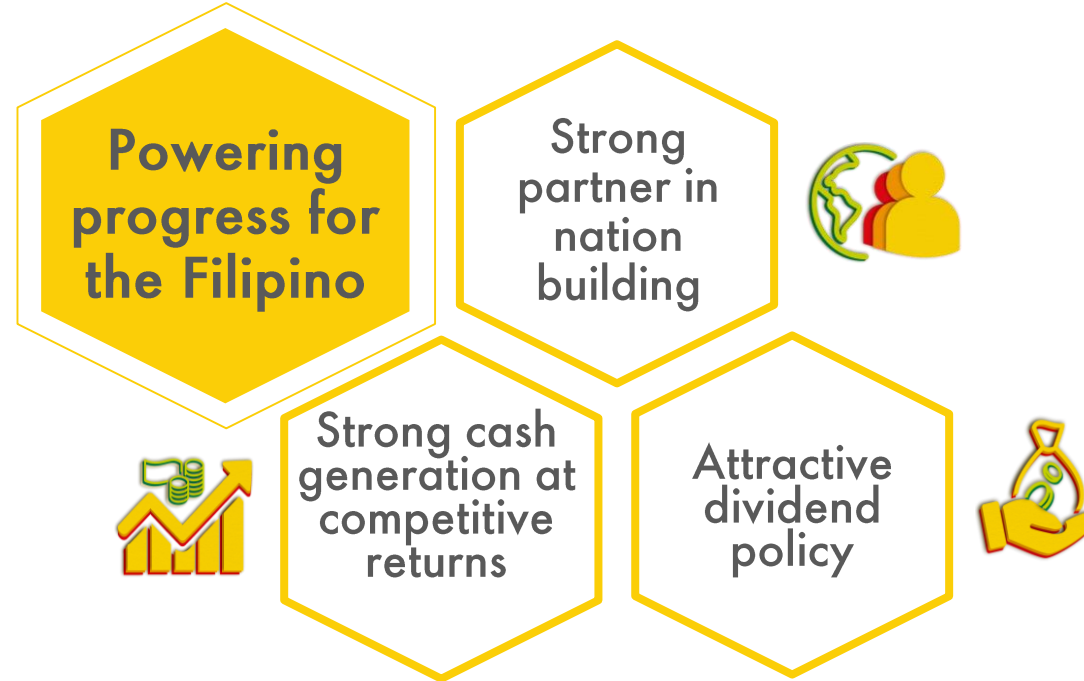 Powering
progress for
the Filipino
Strong
partner in
nation
building
Strong cash
generation at
competitive
returns
Attractive
dividend
policy